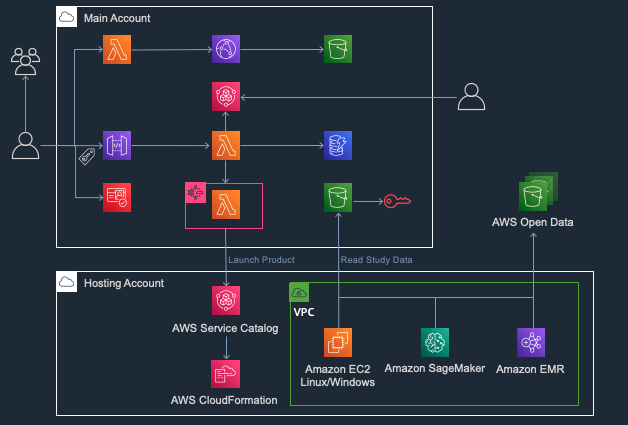 Main Account
AWS Open Data
Launch Product
Read Study Data
Hosting Account
VPC
AWS Service Catalog
Amazon EC2
Linux/Windows
Amazon SageMaker
Amazon EMR
AWS CloudFormation